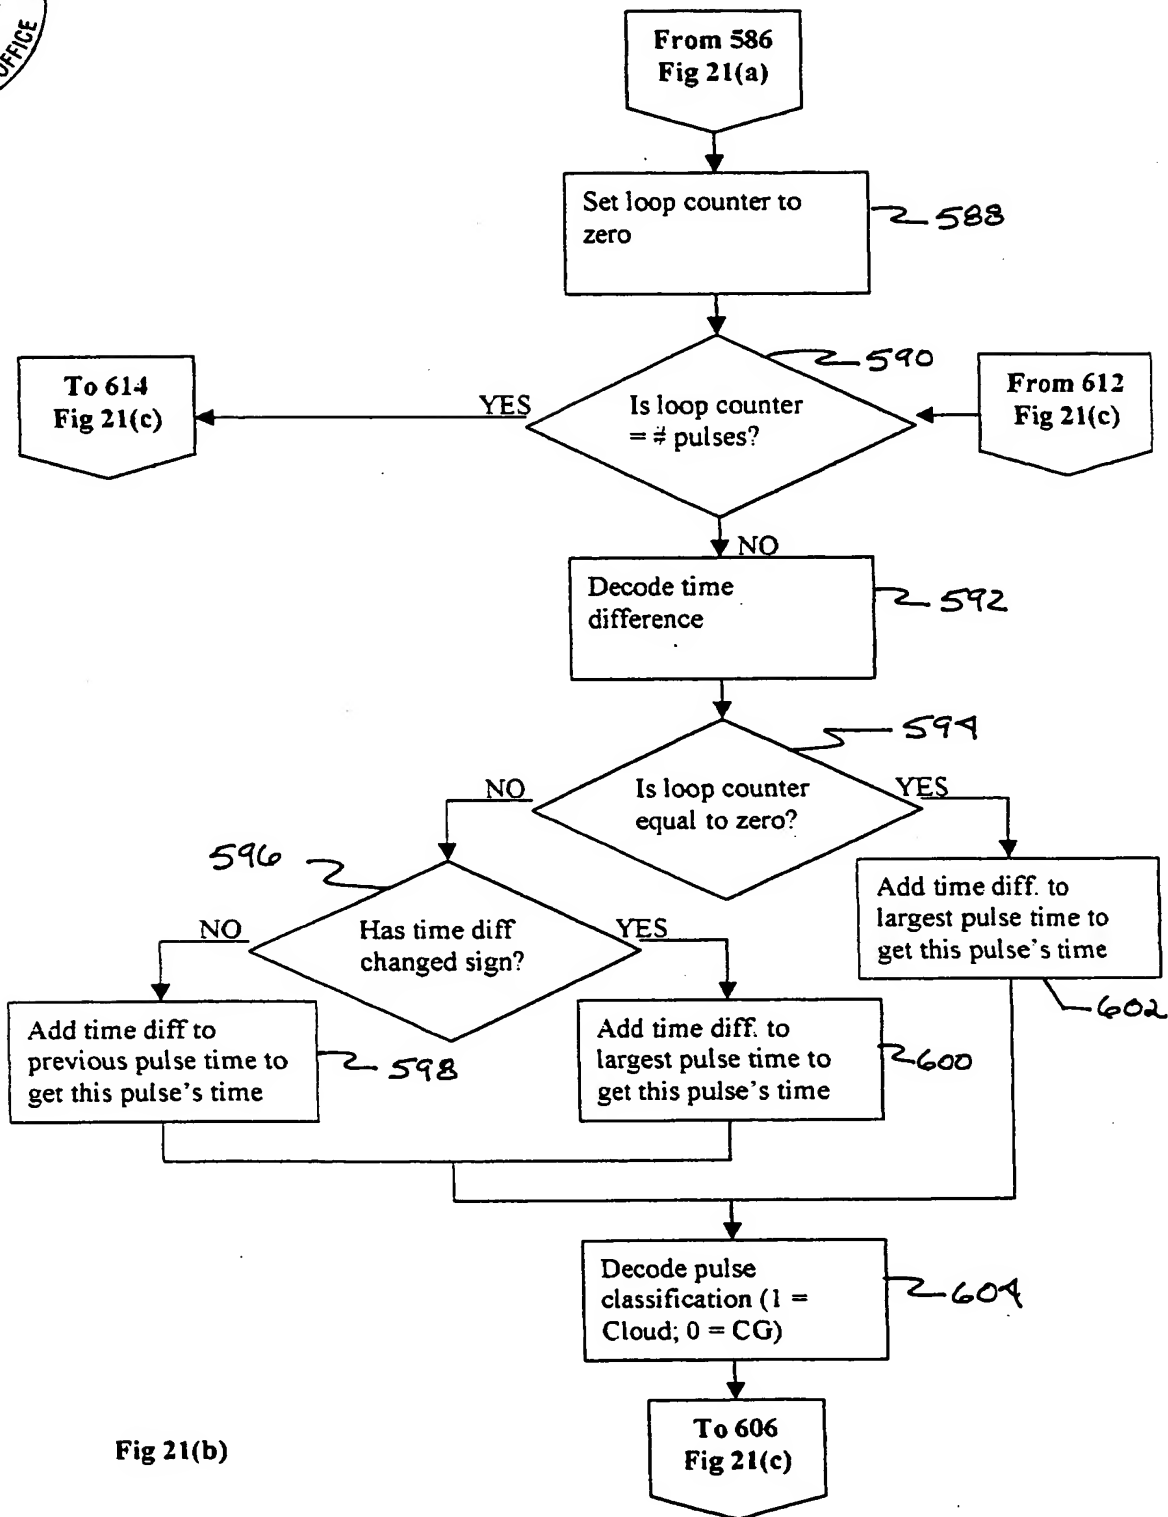 OFFICE
From 586
Fig 21(a)
Set loop counter to
zero
588
590
To 614
Fig 21(c)
YES
Is loop counter
= # pulses?
From 612
Fig 21(c)
NO
Decode time
difference
592
594
NO
Is loop counter
equal to zero?
YES
596
NO
Has time diff
changed sign?
YES
Add time diff. to
largest pulse time to
get this pulse's time
602
Add time diff to
previous pulse time to
get this pulse's time
598
Add time diff. to
largest pulse time to
get this pulse's time
600
Decode pulse
classification (1 =
Cloud; 0 = CG)
604
To 606
Fig 21(c)
Fig 21(b)